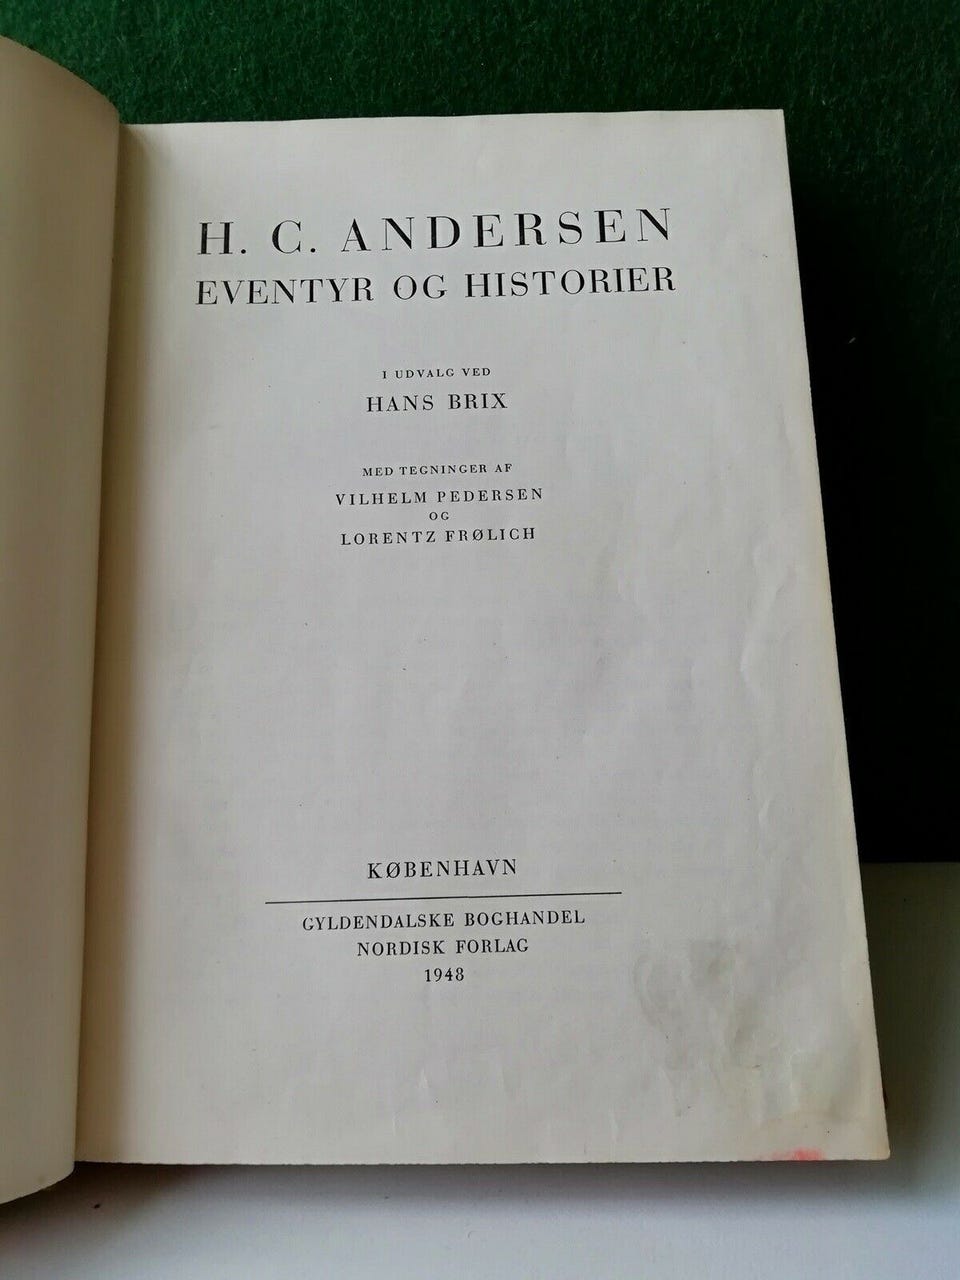 H. C. ANDERSEN
EVENTYR OG HISTORIER
I UDVALG VED
HANS BRIX
MED TEGNINGER AF
VILHELM PEDERSEN
OG
LORENTZ FRØLICH
KØBENHAVN
GYLDENDALSKE BOGHANDEL
NORDISK FORLAG
1948